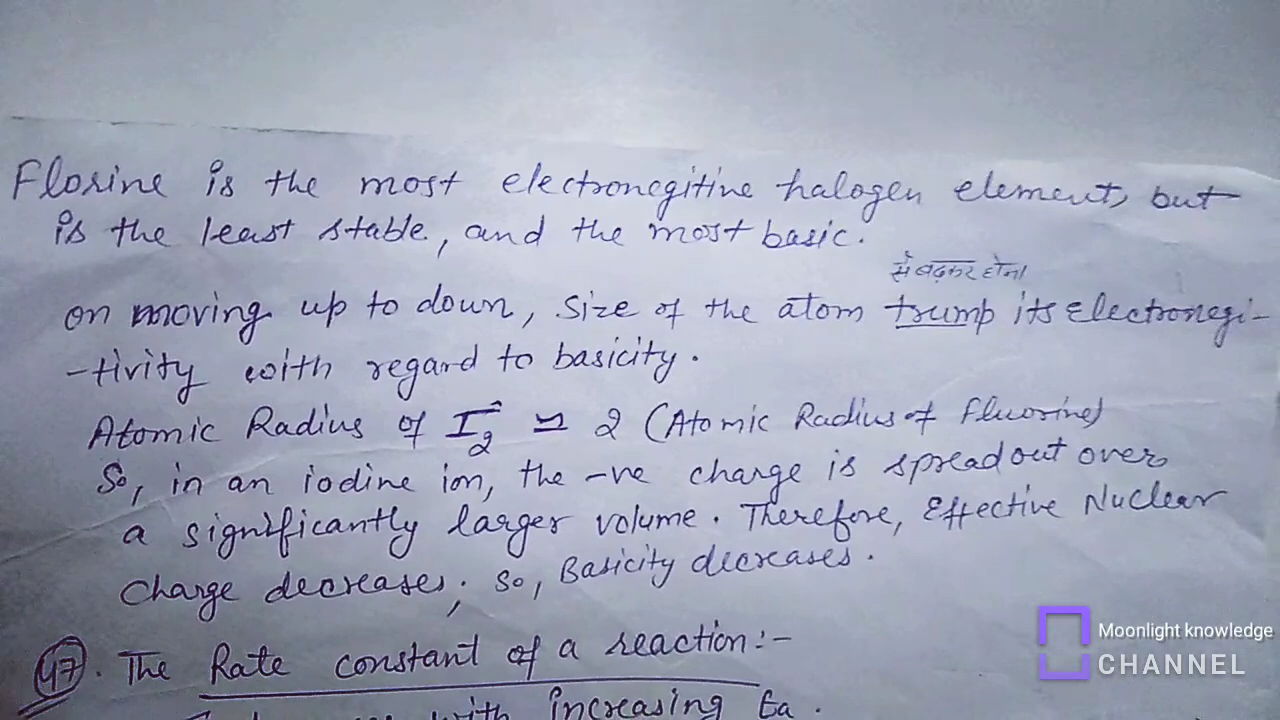 Florine is the most electronegitine halogen element, but
is the least stable, and the most basic.
से बढ़कर होना
on moving up to down, size of the atom trump its electronegi-
-tivity with regard to basicity.
Atomic Radius of I₂⁻ ≃ 2 (Atomic Radius of fluorine)
So, in an iodine ion, the -ve charge is spread out over
a significantly larger volume. Therefore, Effective Nuclear
Charge decreases; so, Basicity decreases.
47. The Rate constant of a reaction:-
with increasing Ea.
Moonlight knowledge
CHANNEL